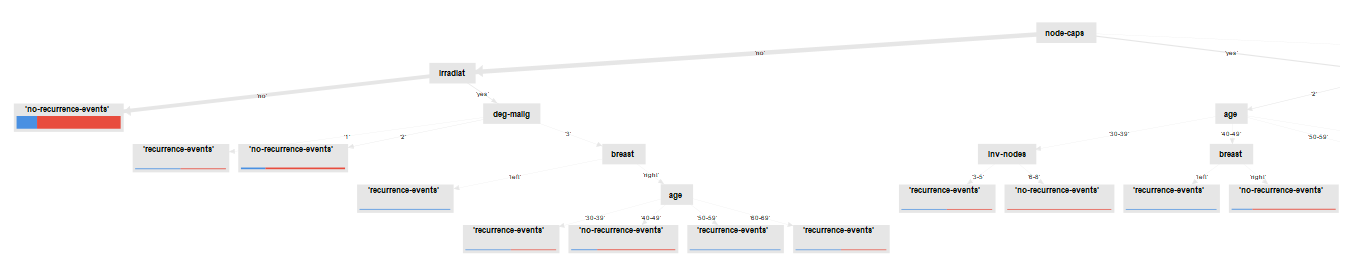 node-caps
'no'
'yes'
irradiat
'no'
'yes'
'2'
'no-recurrence-events'
deg-malig
age
'1'
'2'
'3'
'30-39'
'40-49'
'50-59'
'recurrence-events'
'no-recurrence-events'
breast
inv-nodes
breast
'left'
'right'
'3-5'
'6-8'
'left'
'right'
'recurrence-events'
age
'recurrence-events'
'no-recurrence-events'
'recurrence-events'
'no-recurrence-events'
'30-39'
'40-49'
'50-59'
'60-69'
'recurrence-events'
'no-recurrence-events'
'recurrence-events'
'recurrence-events'